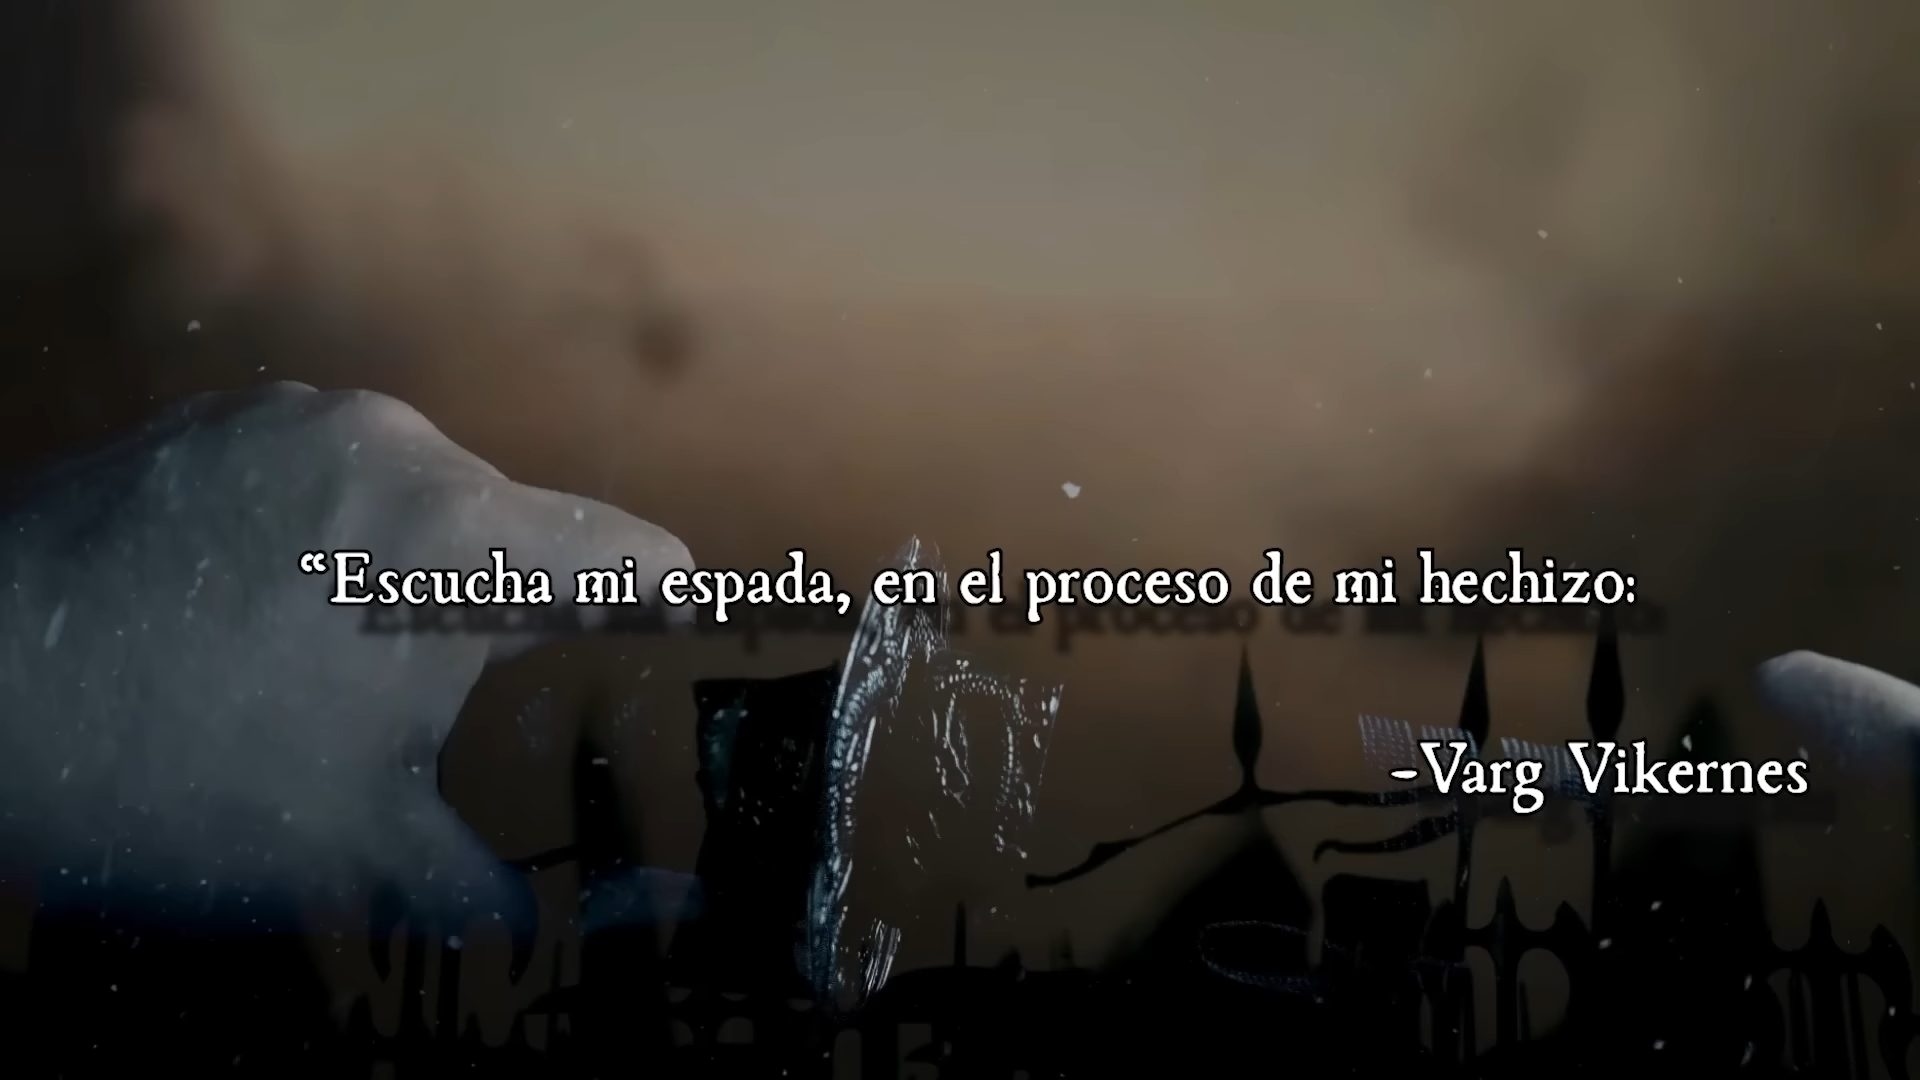 “Escucha mi espada, en el proceso de mi hechizo:
-Varg Vikernes